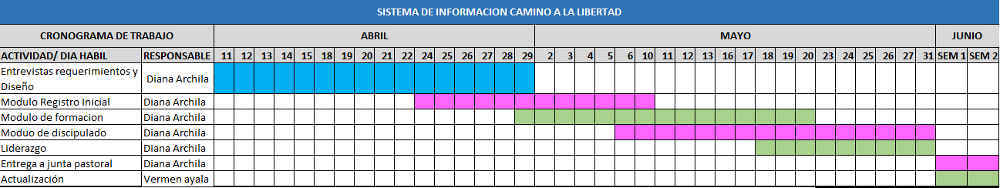 SISTEMA DE INFORMACION CAMINO A LA LIBERTAD
CRONOGRAMA DE TRABAJO ABRIL MAYO JUNIO
ACTIVIDAD/ DIA HABIL RESPONSABLE 11 12 13 14 15 18 19 20 21 22 24 25 26 27 28 29 2 3 4 5 6 10 11 12 13 16 17 18 19 20 23 24 25 26 27 31 SEM 1 SEM 2
Entrevistas requerimientos y
Diseño Diana Archila
Modulo Registro Inicial Diana Archila
Modulo de formacion Diana Archila
Moduo de discipulado Diana Archila
Liderazgo Diana Archila
Entrega a junta pastoral Diana Archila
Actualización Vermen ayala